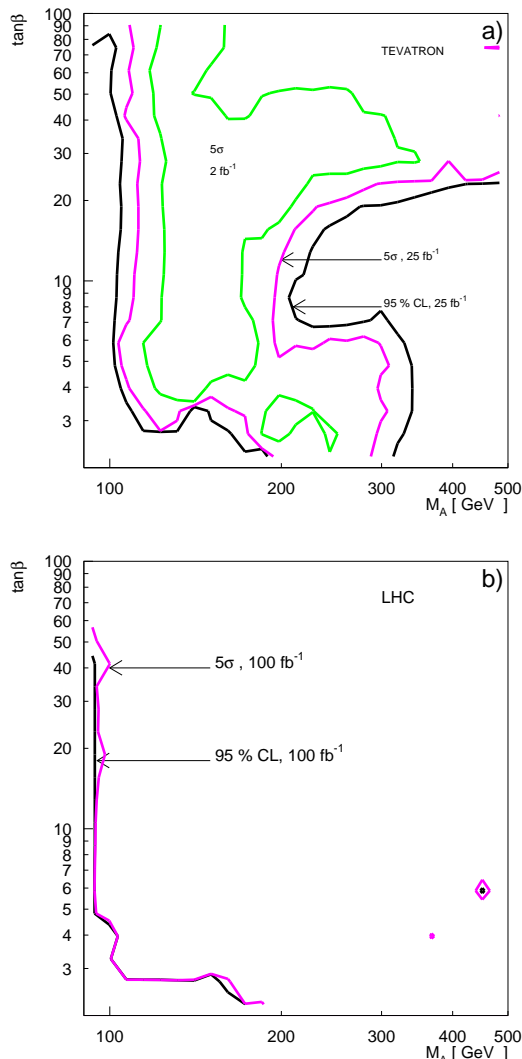 tanβ
100
90
80
70
60
50
40
30
20
10
9
8
7
6
5
4
3
a)
TEVATRON
5σ
2 fb⁻¹
5σ , 25 fb⁻¹
95 % CL, 25 fb⁻¹
100 200 300 400 500
M_A [ GeV ]
tanβ
100
90
80
70
60
50
40
30
20
10
9
8
7
6
5
4
3
b)
LHC
5σ , 100 fb⁻¹
95 % CL, 100 fb⁻¹
100 200 300 400 500
M_A [ GeV ]